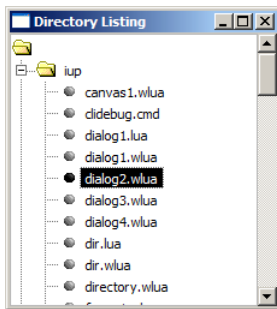 Directory Listing
iup
canvas1.wlua
clidebug.cmd
dialog1.lua
dialog1.wlua
dialog2.wlua
dialog3.wlua
dialog4.wlua
dir.lua
dir.wlua
directory.wlua